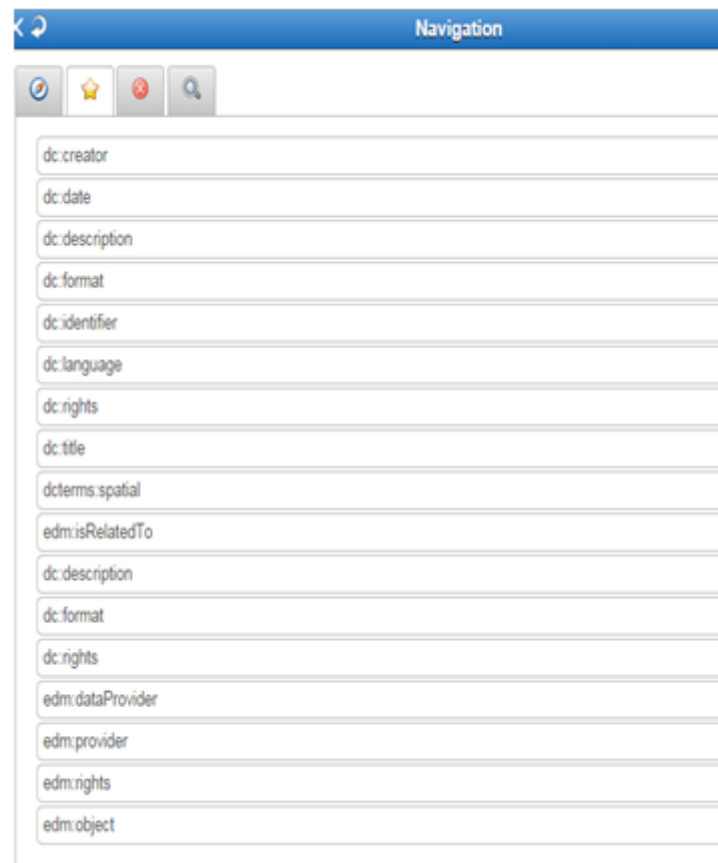 Navigation
dc:creator
dc:date
dc:description
dc:format
dc:identifier
dc:language
dc:rights
dc:title
dcterms:spatial
edm:isRelatedTo
dc:description
dc:format
dc:rights
edm:dataProvider
edm:provider
edm:rights
edm:object